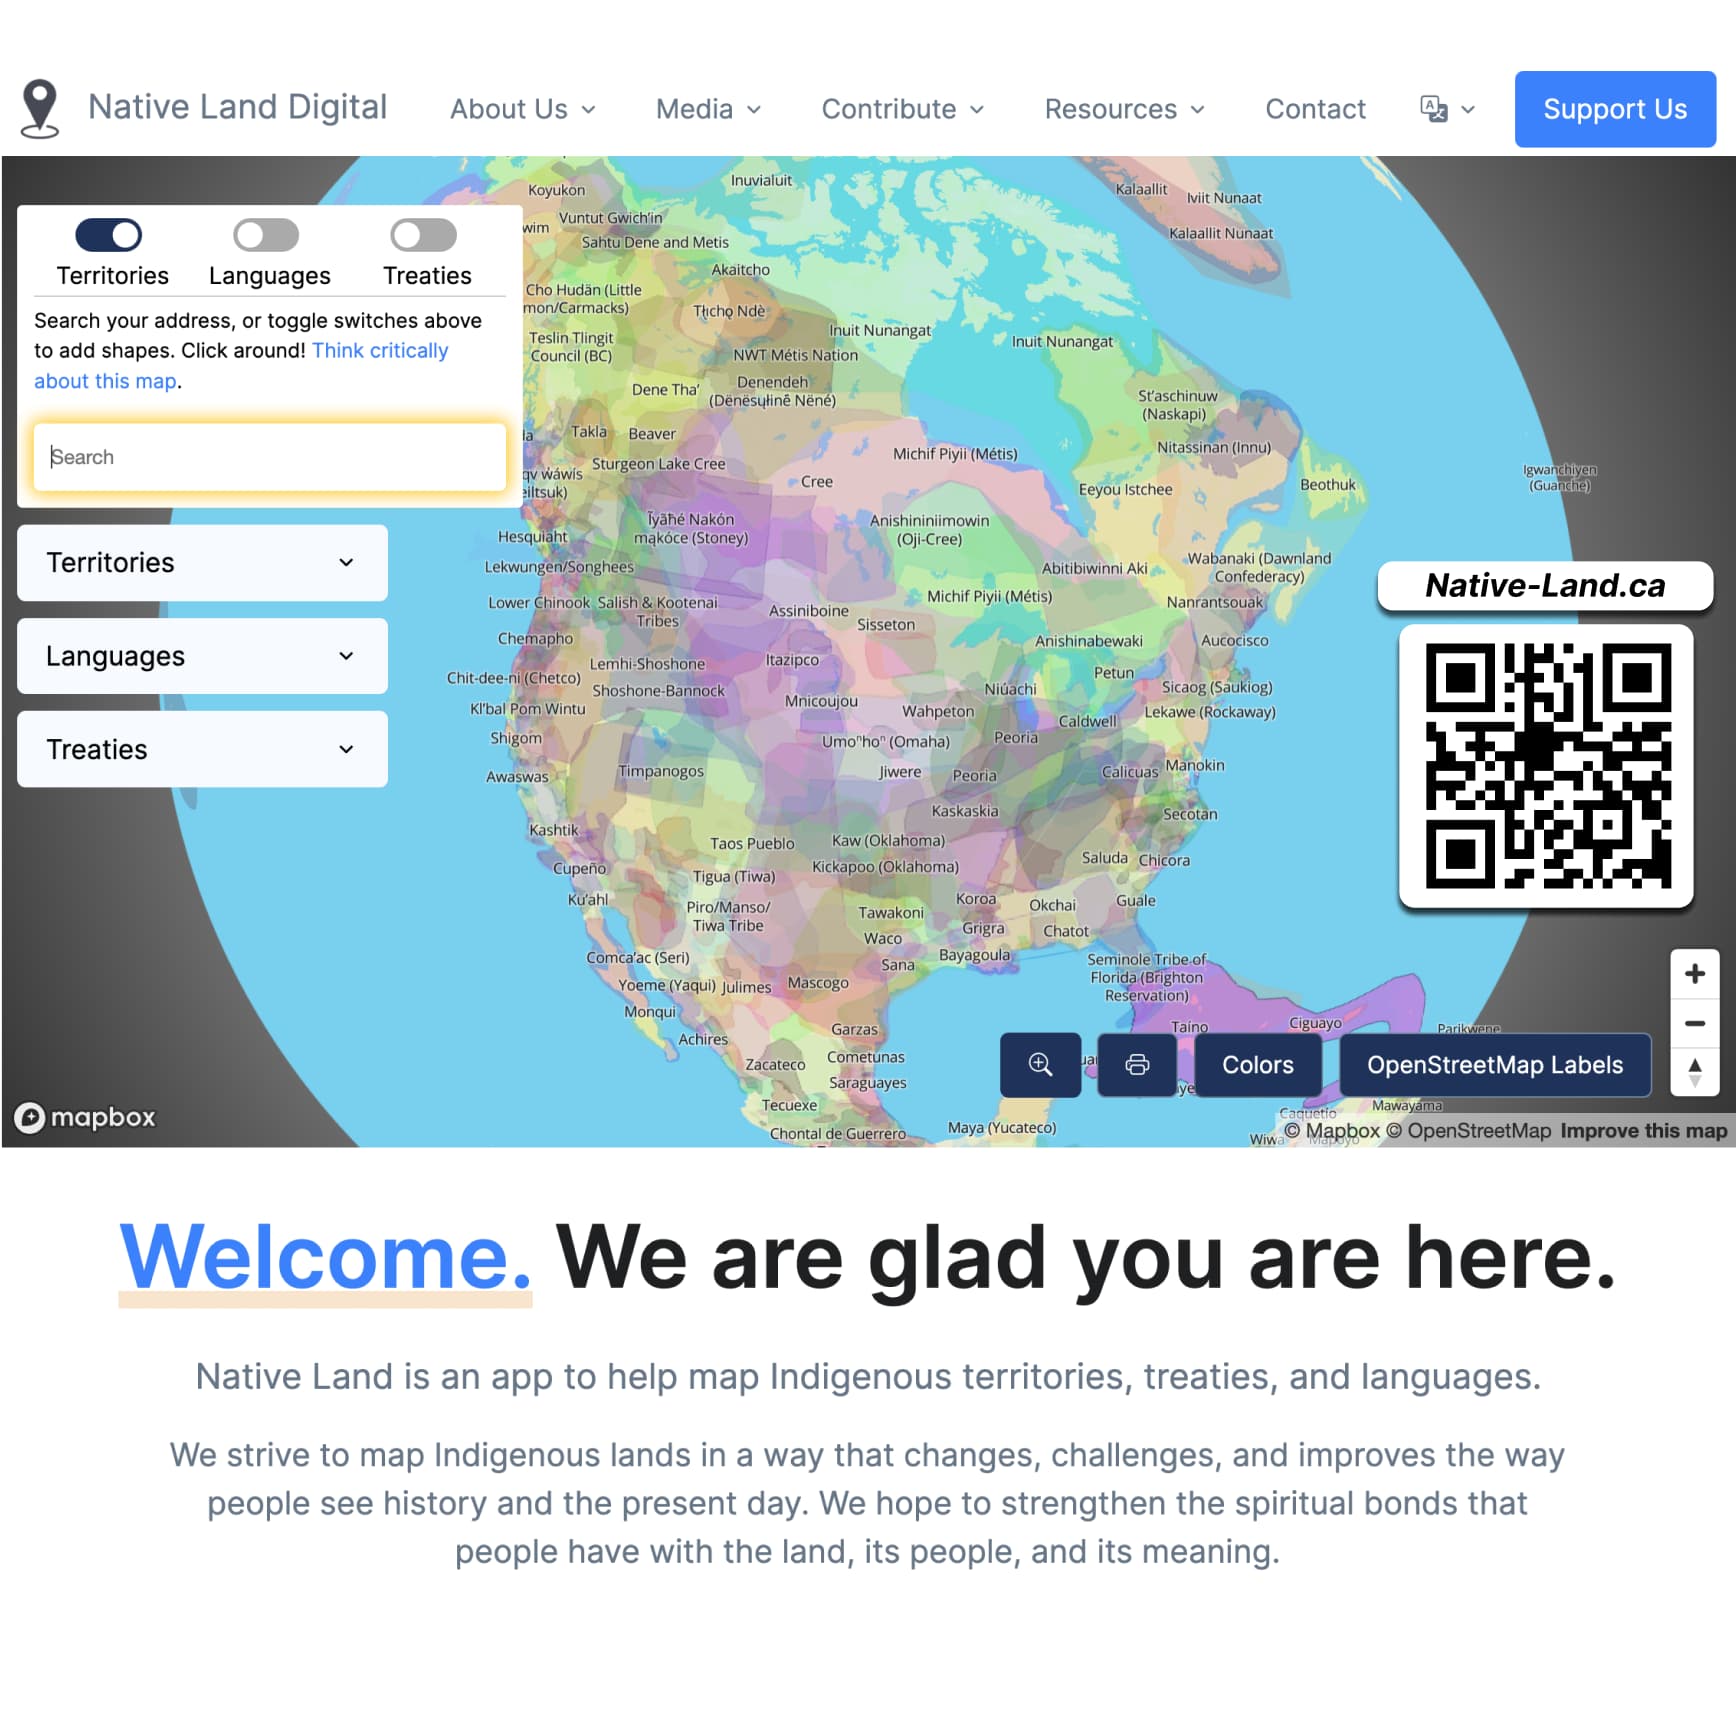 Native Land Digital
About Us
Media
Contribute
Resources
Contact
Support Us
Territories
Languages
Treaties
Search your address, or toggle switches above
to add shapes. Click around! Think critically
about this map.
Search
Territories
Languages
Treaties
Koyukon
Inuvialuit
Vuntut Gwich'in
Sahtu Dene and Metis
Akaitcho
Cho Hudän (Little
mon/Carmacks)
Tłı̨chǫ Ndè
Teslin Tlingit
Council (BC)
Inuit Nunangat
Inuit Nunangat
NWT Métis Nation
Dene Tha'
Denendeh
(Dënësųłinë́ Nëné)
Kalaallit
Iviit Nunaat
Kalaallit Nunaat
St'aschinuw
(Naskapi)
Takla
Beaver
Nitassinan (Innu)
Michif Piyii (Métis)
Sturgeon Lake Cree
Cree
Eeyou Istchee
Beothuk
Igwanchiyen
(Guanche)
Îyãħé Nakón
mąkóce (Stoney)
Anishininiimowin
(Oji-Cree)
Hesquiaht
Lekwungen/Songhees
Abitibiwinni Aki
Wabanaki (Dawnland
Confederacy)
Lower Chinook
Salish & Kootenai
Tribes
Assiniboine
Michif Piyii (Métis)
Nanrantsouak
Sisseton
Chemapho
Anishinabewaki
Aucocisco
Lemhi-Shoshone
Itazipco
Chit-dee-ni (Chetco)
Shoshone-Bannock
Mnicoujou
Niúachi
Petun
Sicaog (Saukiog)
Kl'bal Pom Wintu
Wahpeton
Caldwell
Lekawe (Rockaway)
Shigom
Umoⁿhoⁿ (Omaha)
Peoria
Awaswas
Timpanogos
Jiwere
Peoria
Calicuas
Manokin
Kaskaskia
Secotan
Kashtik
Taos Pueblo
Kaw (Oklahoma)
Cupeño
Tigua (Tiwa)
Kickapoo (Oklahoma)
Saluda
Chicora
Ku'ahl
Piro/Manso/
Tiwa Tribe
Tawakoni
Koroa
Okchai
Guale
Waco
Grigra
Chatot
Comca'ac (Seri)
Sana
Bayagoula
Seminole Tribe of
Florida (Brighton
Reservation)
Yoeme (Yaqui)
Julimes
Mascogo
Monqui
Achires
Garzas
Taíno
Ciguayo
Parikwene
Zacateco
Cometunas
Saraguayes
Tecuexe
Chontal de Guerrero
Maya (Yucateco)
Caquetio
Mawayama
Wiwa
Mapoyo
Native-Land.ca
Colors
OpenStreetMap Labels
mapbox
© Mapbox © OpenStreetMap Improve this map
Welcome. We are glad you are here.
Native Land is an app to help map Indigenous territories, treaties, and languages.
We strive to map Indigenous lands in a way that changes, challenges, and improves the way
people see history and the present day. We hope to strengthen the spiritual bonds that
people have with the land, its people, and its meaning.